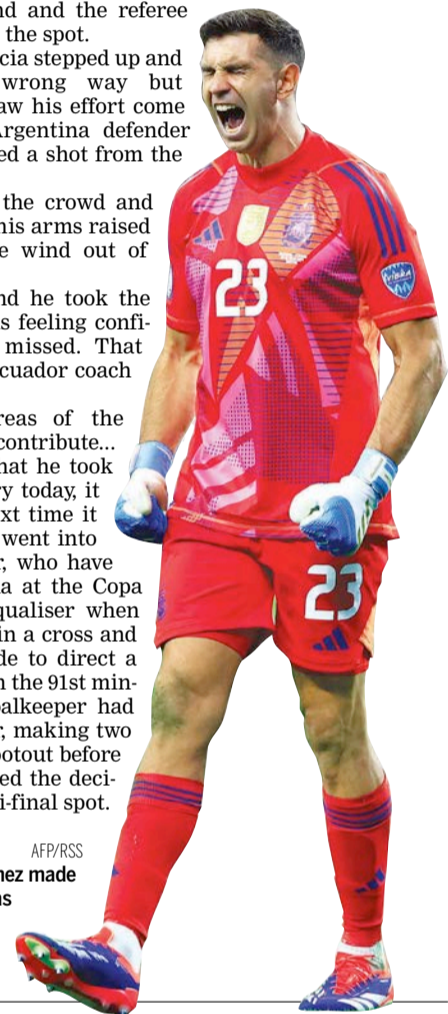 nd and the referee
the spot.
cia stepped up and
wrong way but
aw his effort come
Argentina defender
ed a shot from the
the crowd and
his arms raised
e wind out of
nd he took the
s feeling confi-
missed. That
cuador coach
reas of the
contribute...
hat he took
ry today, it
xt time it
went into
r, who have
a at the Copa
qualiser when
in a cross and
de to direct a
n the 91st min-
oalkeeper had
r, making two
ootout before
ed the deci-
i-final spot.
AFP/RSS
nez made
as
23
23